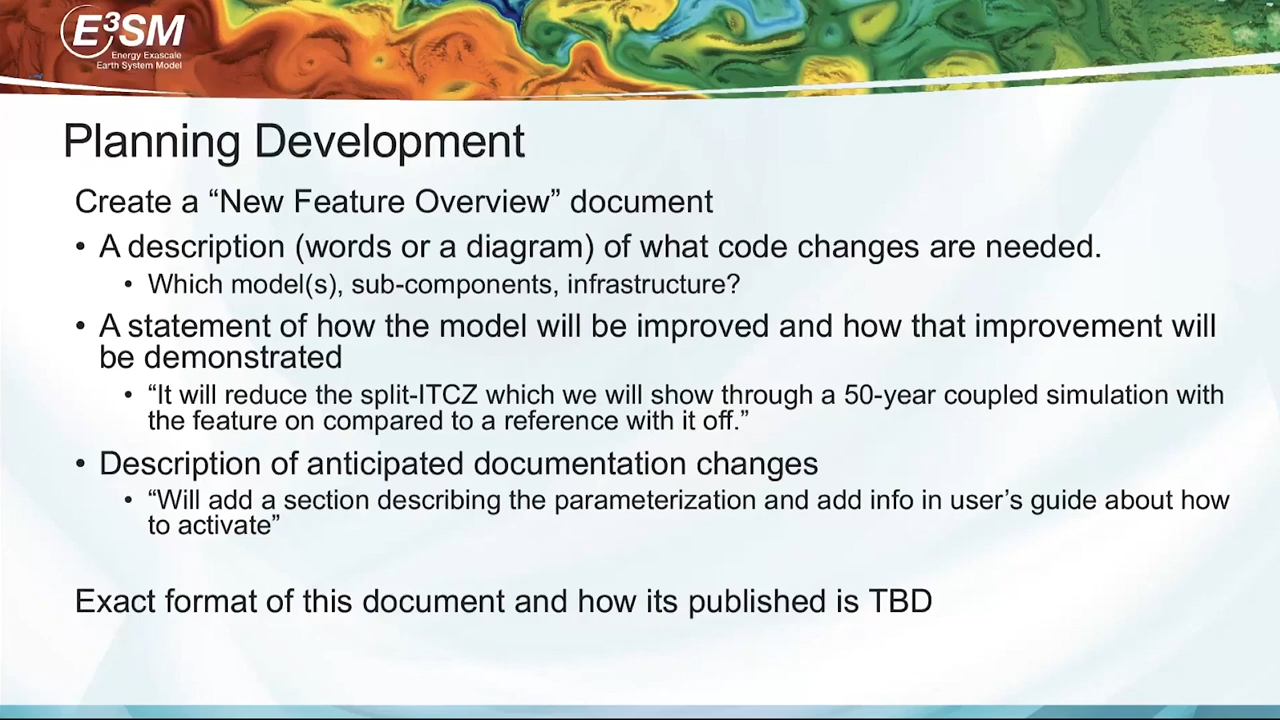 E³SM
Energy Exascale
Earth System Model
Planning Development
Create a “New Feature Overview” document
• A description (words or a diagram) of what code changes are needed.
• Which model(s), sub-components, infrastructure?
• A statement of how the model will be improved and how that improvement will
be demonstrated
• “It will reduce the split-ITCZ which we will show through a 50-year coupled simulation with
the feature on compared to a reference with it off.”
• Description of anticipated documentation changes
• “Will add a section describing the parameterization and add info in user’s guide about how
to activate”
Exact format of this document and how its published is TBD